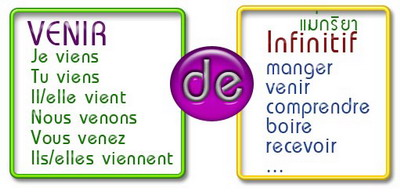 VENIR
Je viens
Tu viens
Il/elle vient
Nous venons
Vous venez
Ils/elles viennent
de
แม่กริยา
Infinitif
manger
venir
comprendre
boire
recevoir
...